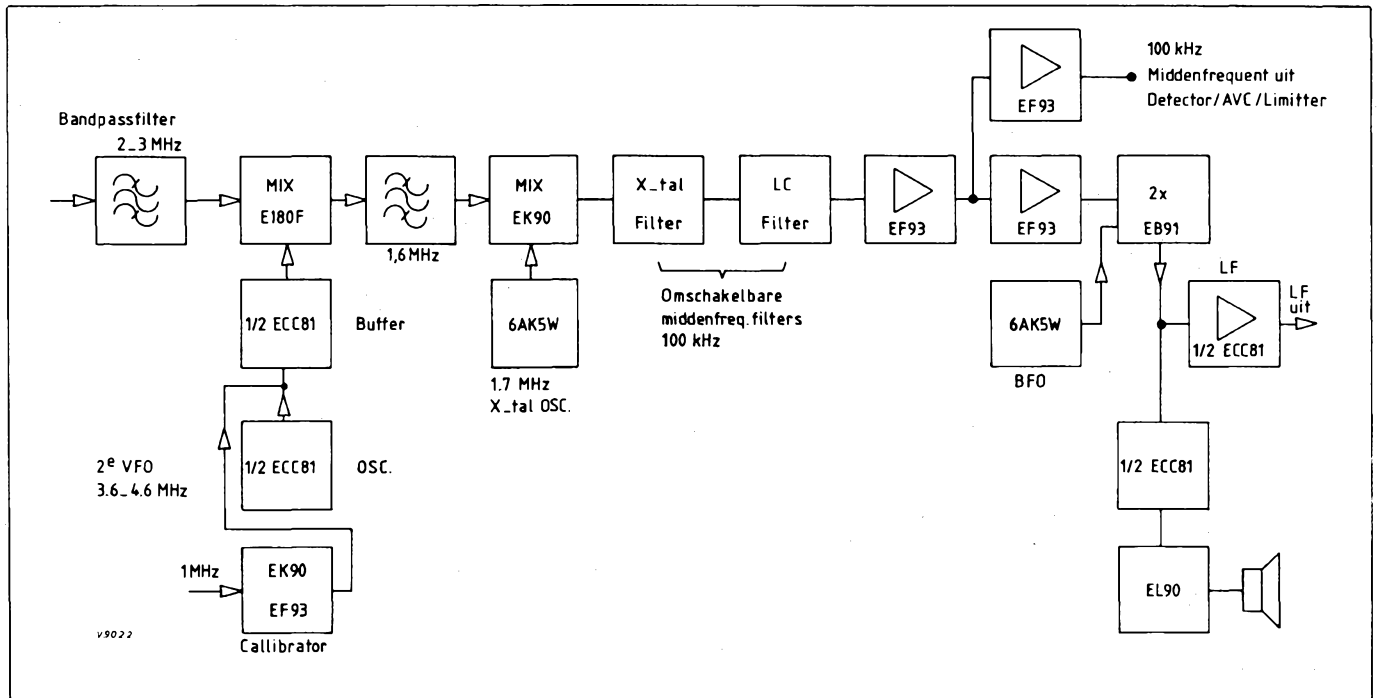 100 kHz
Middenfrequent uit
Detector/AVC/Limitter
EF93
Bandpassfilter
2_3 MHz
MIX
E180F
1,6 MHz
MIX
EK90
X_tal
Filter
LC
Filter
EF93
EF93
2x
EB91
1/2 ECC81
Buffer
6AK5W
1.7 MHz
X_tal OSC.
Omschakelbare
middenfreq. filters
100 kHz
6AK5W
BFO
LF
1/2 ECC81
LF
uit
2e VFO
3.6_4.6 MHz
1/2 ECC81
OSC.
1/2 ECC81
1MHz
EK90
EF93
Callibrator
EL90
V9022